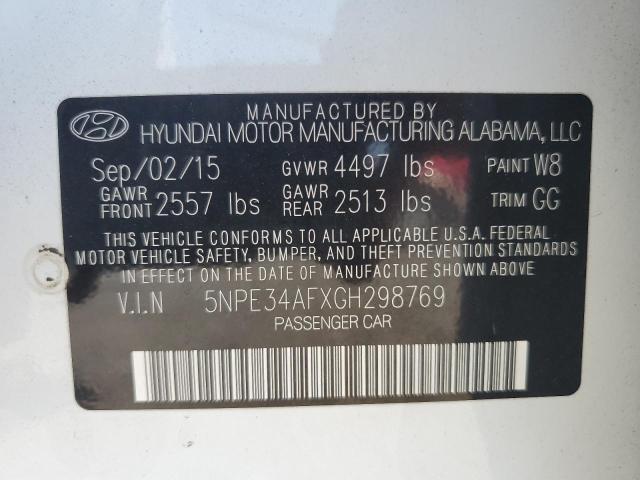 MANUFACTURED BY
HYUNDAI MOTOR MANUFACTURING ALABAMA, LLC
Sep/02/15 GVWR 4497 lbs PAINT W8
GAWR FRONT 2557 lbs GAWR REAR 2513 lbs TRIM GG
THIS VEHICLE CONFORMS TO ALL APPLICABLE U.S.A. FEDERAL
MOTOR VEHICLE SAFETY, BUMPER, AND THEFT PREVENTION STANDARDS
IN EFFECT ON THE DATE OF MANUFACTURE SHOWN ABOVE.
V.I.N 5NPE34AFXGH298769
PASSENGER CAR